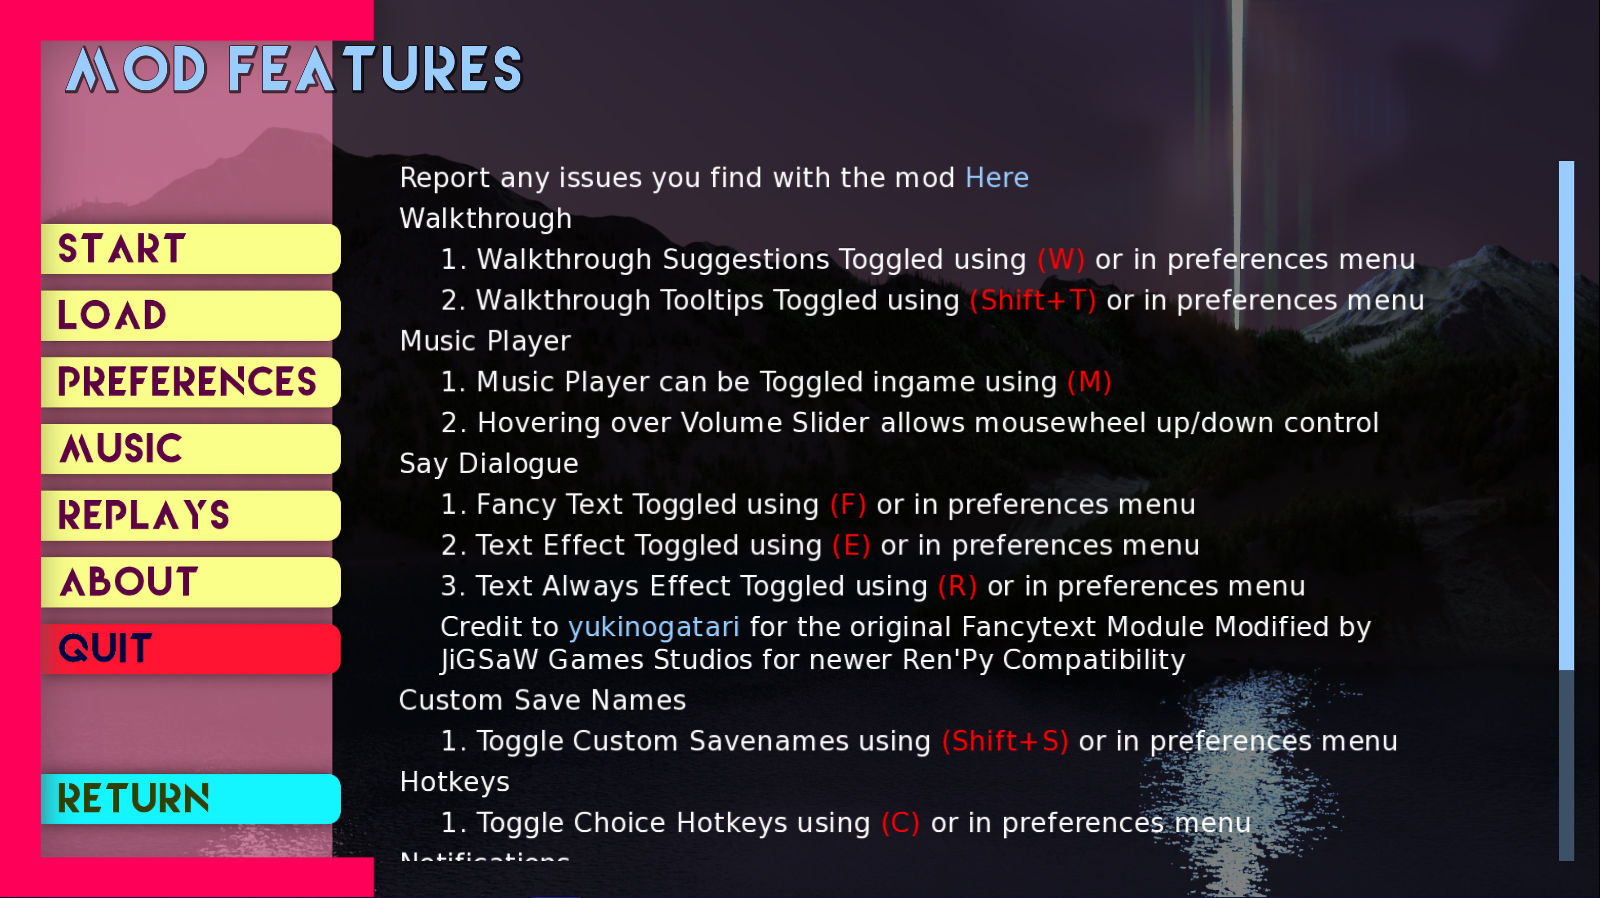 MOD FEATURES
START
LOAD
PREFERENCES
MUSIC
REPLAYS
ABOUT
QUIT
RETURN
Report any issues you find with the mod Here
Walkthrough
1. Walkthrough Suggestions Toggled using (W) or in preferences menu
2. Walkthrough Tooltips Toggled using (Shift+T) or in preferences menu
Music Player
1. Music Player can be Toggled ingame using (M)
2. Hovering over Volume Slider allows mousewheel up/down control
Say Dialogue
1. Fancy Text Toggled using (F) or in preferences menu
2. Text Effect Toggled using (E) or in preferences menu
3. Text Always Effect Toggled using (R) or in preferences menu
Credit to yukinogatari for the original Fancytext Module Modified by
JiGSaW Games Studios for newer Ren'Py Compatibility
Custom Save Names
1. Toggle Custom Savenames using (Shift+S) or in preferences menu
Hotkeys
1. Toggle Choice Hotkeys using (C) or in preferences menu
Notifications